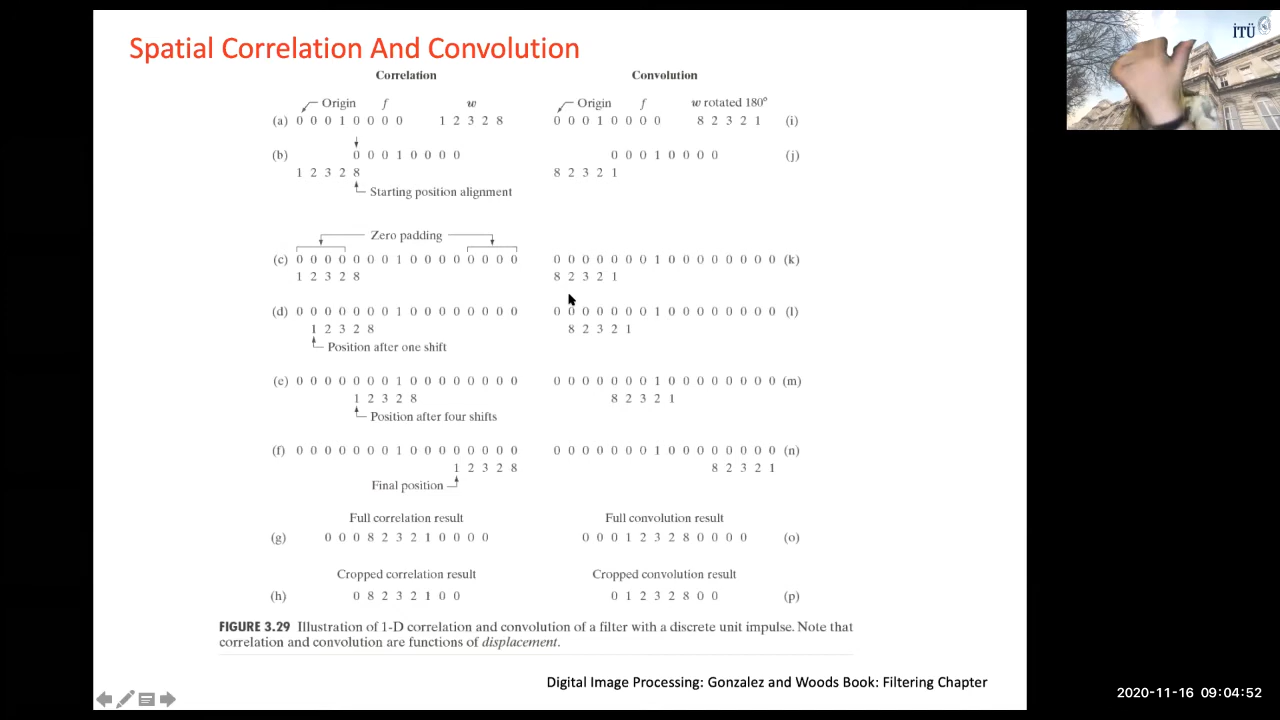 Spatial Correlation And Convolution
Correlation
Convolution
Origin f w
Origin f w rotated 180°
(a) 0 0 0 1 0 0 0 0 1 2 3 2 8
0 0 0 1 0 0 0 0 8 2 3 2 1 (i)
(b) 0 0 0 1 0 0 0 0
0 0 0 1 0 0 0 0 (j)
1 2 3 2 8
8 2 3 2 1
Starting position alignment
Zero padding
(c) 0 0 0 0 0 0 0 1 0 0 0 0 0 0 0 0
0 0 0 0 0 0 0 1 0 0 0 0 0 0 0 0 (k)
1 2 3 2 8
8 2 3 2 1
(d) 0 0 0 0 0 0 0 1 0 0 0 0 0 0 0 0
0 0 0 0 0 0 0 1 0 0 0 0 0 0 0 0 (l)
1 2 3 2 8
8 2 3 2 1
Position after one shift
(e) 0 0 0 0 0 0 0 1 0 0 0 0 0 0 0 0
0 0 0 0 0 0 0 1 0 0 0 0 0 0 0 0 (m)
1 2 3 2 8
8 2 3 2 1
Position after four shifts
(f) 0 0 0 0 0 0 0 1 0 0 0 0 0 0 0 0
0 0 0 0 0 0 0 1 0 0 0 0 0 0 0 0 (n)
1 2 3 2 8
8 2 3 2 1
Final position
Full correlation result
Full convolution result
(g) 0 0 0 8 2 3 2 1 0 0 0 0
0 0 0 1 2 3 2 8 0 0 0 0 (o)
Cropped correlation result
Cropped convolution result
(h) 0 8 2 3 2 1 0 0
0 1 2 3 2 8 0 0 (p)
FIGURE 3.29 Illustration of 1-D correlation and convolution of a filter with a discrete unit impulse. Note that
correlation and convolution are functions of displacement.
Digital Image Processing: Gonzalez and Woods Book: Filtering Chapter
İTÜ
2020-11-16 09:04:52